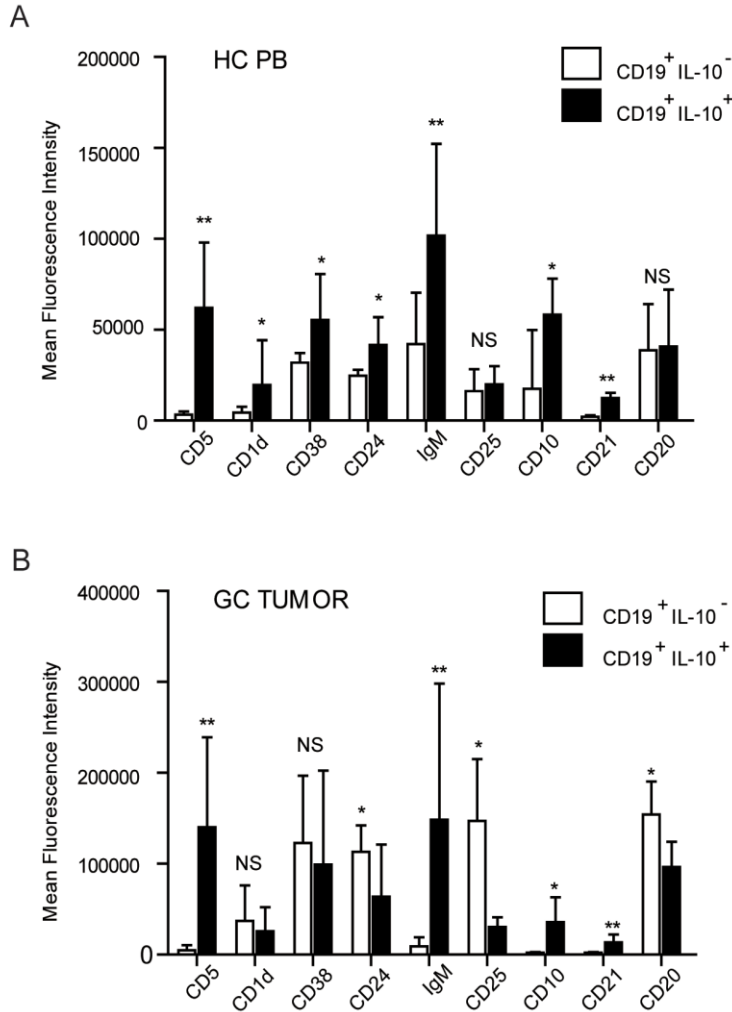 A
HC PB
CD19+ IL-10-
CD19+ IL-10+
Mean Fluorescence Intensity
200000
150000
100000
50000
0
**
*
*
*
**
NS
*
**
NS
CD5
CD1d
CD38
CD24
IgM
CD25
CD10
CD21
CD20
B
GC TUMOR
CD19+ IL-10-
CD19+ IL-10+
Mean Fluorescence Intensity
400000
300000
200000
100000
0
**
NS
NS
*
**
*
*
**
*
CD5
CD1d
CD38
CD24
IgM
CD25
CD10
CD21
CD20